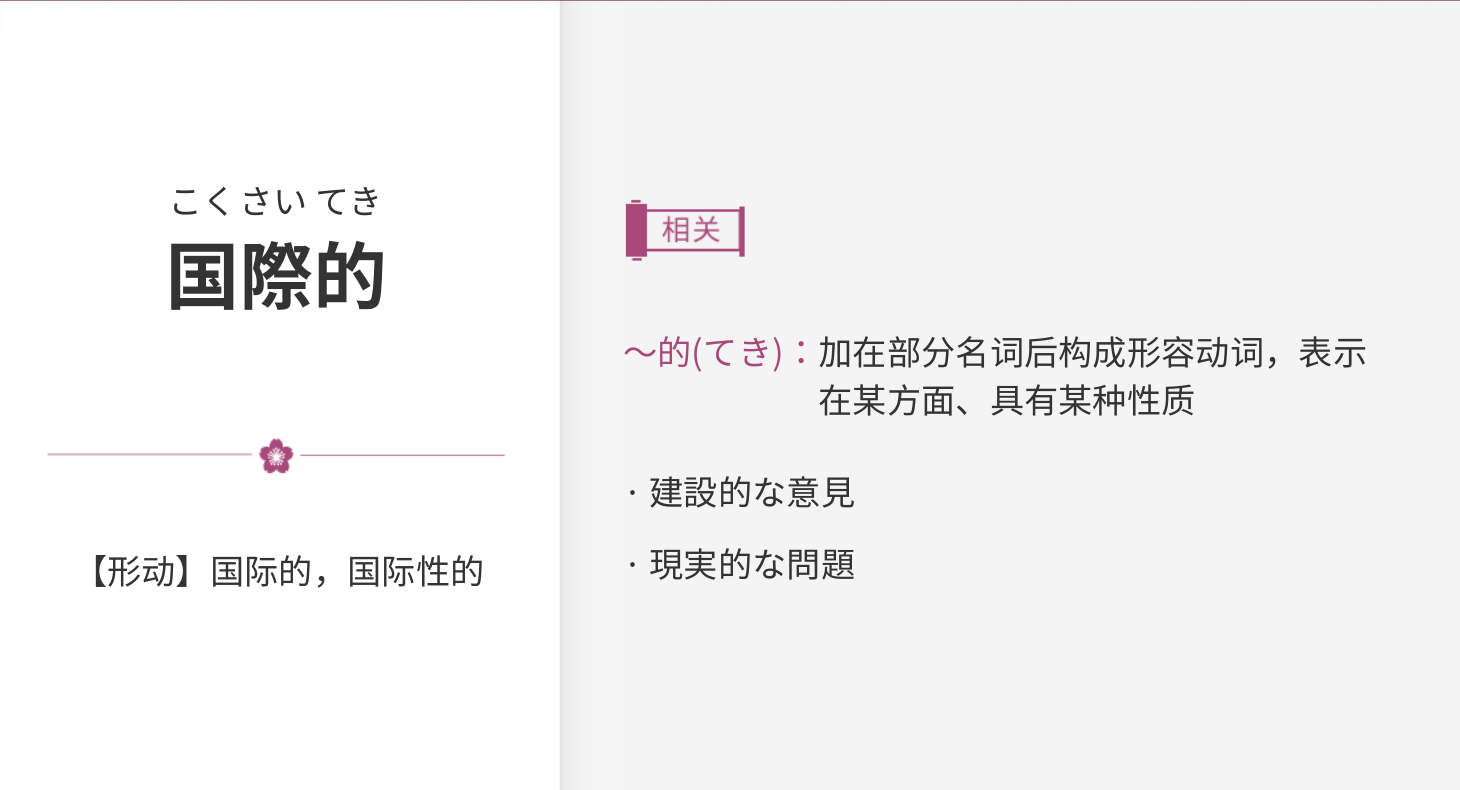 こくさい てき
国際的
【形动】国际的，国际性的
相关
～的(てき)：加在部分名词后构成形容动词，表示
在某方面、具有某种性质
· 建設的な意見
· 現実的な問題